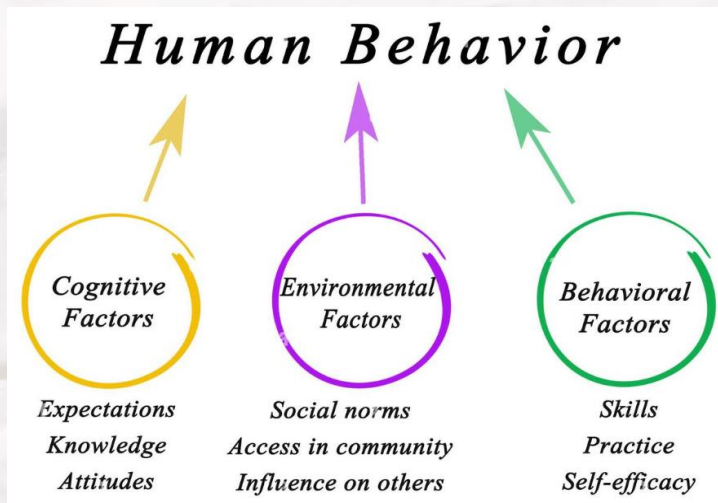 Human Behavior
Cognitive
Factors
Environmental
Factors
Behavioral
Factors
Expectations
Knowledge
Attitudes
Social norms
Access in community
Influence on others
Skills
Practice
Self-efficacy